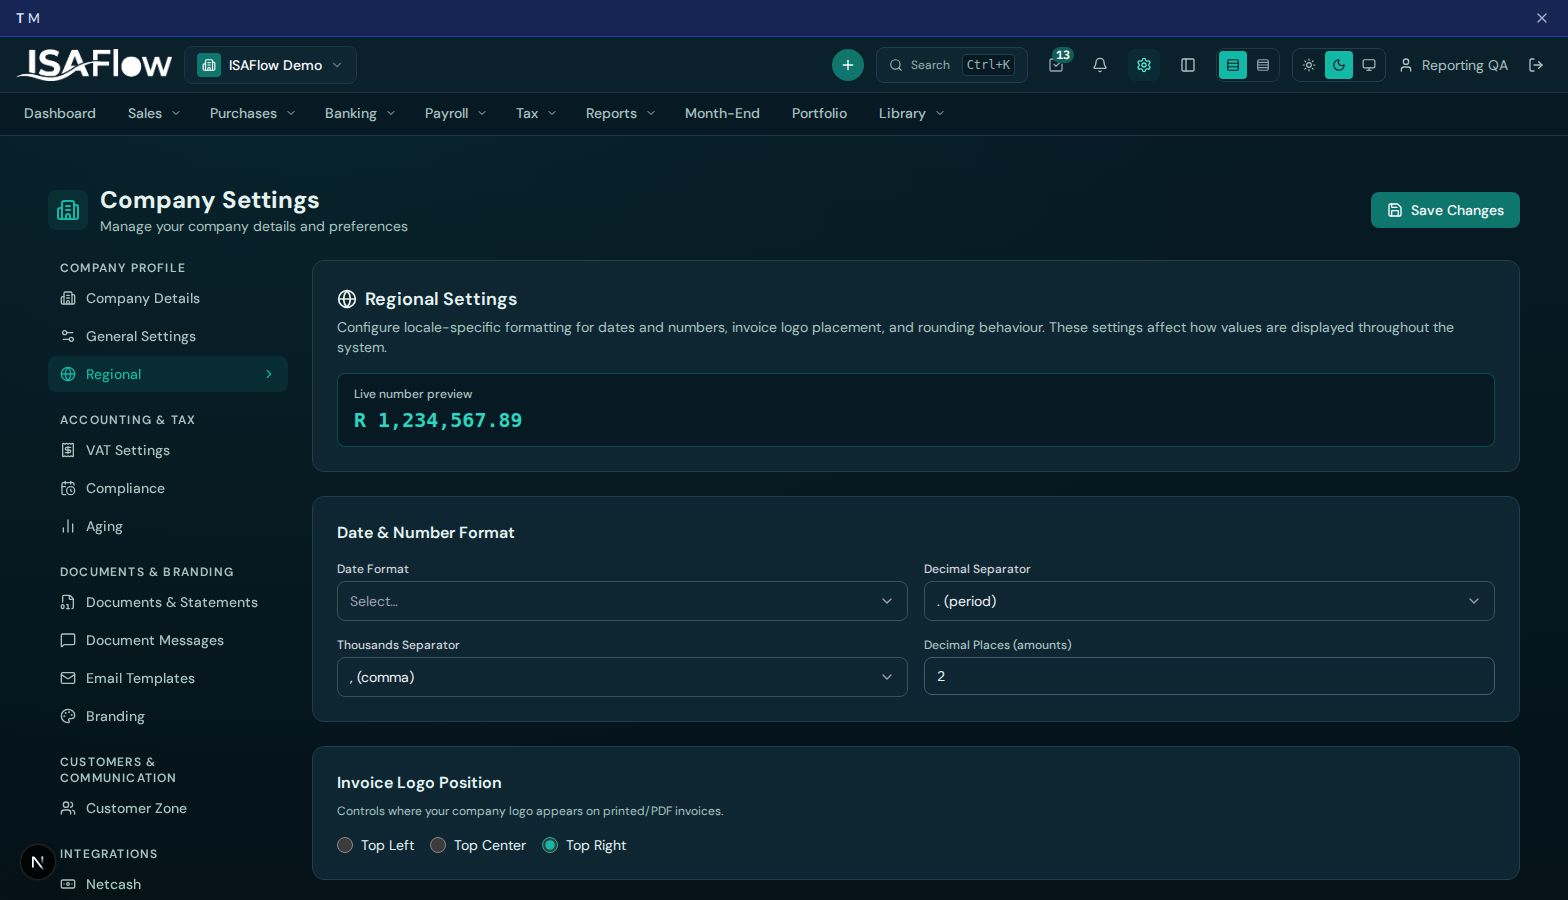 T M
ISAFlow
ISAFlow Demo
Search Ctrl+K
13
Reporting QA
Dashboard Sales Purchases Banking Payroll Tax Reports Month-End Portfolio Library
Company Settings
Manage your company details and preferences
Save Changes
COMPANY PROFILE
Company Details
General Settings
Regional
ACCOUNTING & TAX
VAT Settings
Compliance
Aging
DOCUMENTS & BRANDING
Documents & Statements
Document Messages
Email Templates
Branding
CUSTOMERS &
COMMUNICATION
Customer Zone
INTEGRATIONS
Netcash
N
Regional Settings
Configure locale-specific formatting for dates and numbers, invoice logo placement, and rounding behaviour. These settings affect how values are displayed throughout the
system.
Live number preview
R 1,234,567.89
Date & Number Format
Date Format
Select...
Decimal Separator
. (period)
Thousands Separator
, (comma)
Decimal Places (amounts)
2
Invoice Logo Position
Controls where your company logo appears on printed/PDF invoices.
Top Left Top Center Top Right